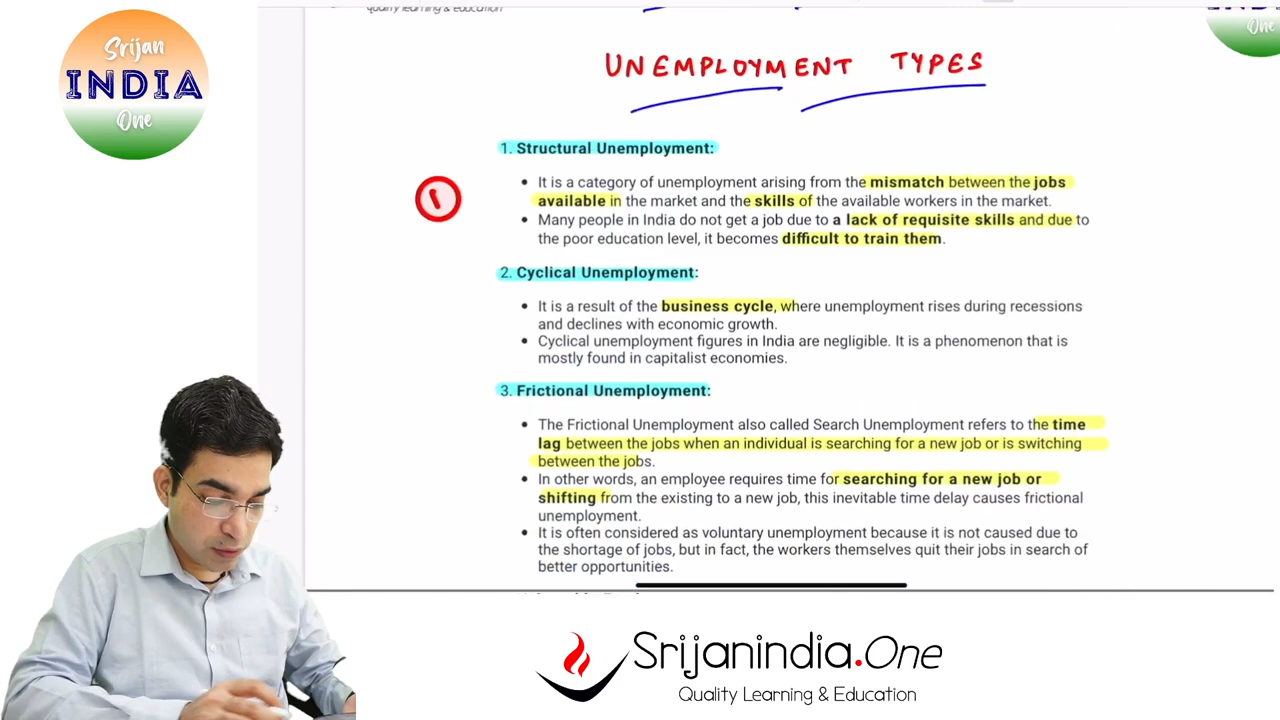 Srijan
INDIA
One
quality learning & education
One
UNEMPLOYMENT TYPES
1. Structural Unemployment:
• It is a category of unemployment arising from the mismatch between the jobs
available in the market and the skills of the available workers in the market.
• Many people in India do not get a job due to a lack of requisite skills and due to
the poor education level, it becomes difficult to train them.
2. Cyclical Unemployment:
• It is a result of the business cycle, where unemployment rises during recessions
and declines with economic growth.
• Cyclical unemployment figures in India are negligible. It is a phenomenon that is
mostly found in capitalist economies.
3. Frictional Unemployment:
• The Frictional Unemployment also called Search Unemployment refers to the time
lag between the jobs when an individual is searching for a new job or is switching
between the jobs.
• In other words, an employee requires time for searching for a new job or
shifting from the existing to a new job, this inevitable time delay causes frictional
unemployment.
• It is often considered as voluntary unemployment because it is not caused due to
the shortage of jobs, but in fact, the workers themselves quit their jobs in search of
better opportunities.
Srijanindia.One
Quality Learning & Education